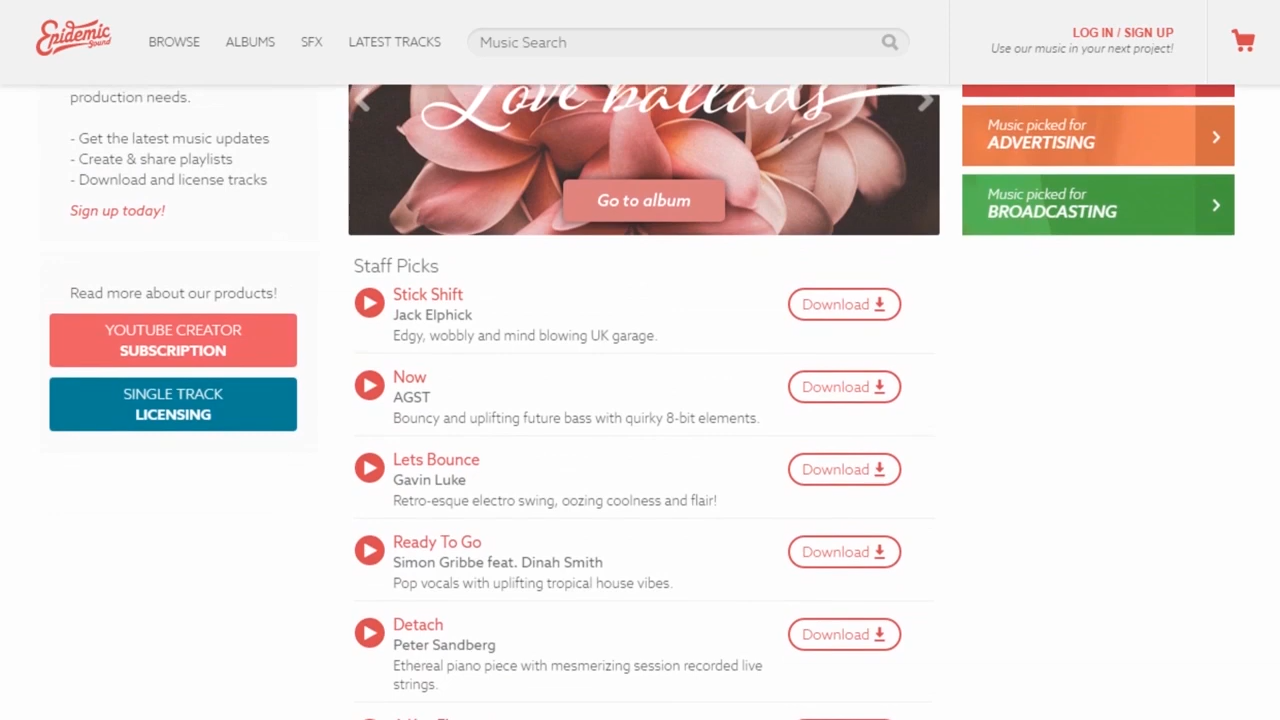 Epidemic
Sound
BROWSE
ALBUMS
SFX
LATEST TRACKS
Music Search
LOG IN / SIGN UP
Use our music in your next project!
production needs.
- Get the latest music updates
- Create & share playlists
- Download and license tracks
Sign up today!
Read more about our products!
YOUTUBE CREATOR
SUBSCRIPTION
SINGLE TRACK
LICENSING
Love ballads
Go to album
Staff Picks
Stick Shift
Jack Elphick
Edgy, wobbly and mind blowing UK garage.
Download
Now
AGST
Bouncy and uplifting future bass with quirky 8-bit elements.
Download
Lets Bounce
Gavin Luke
Retro-esque electro swing, oozing coolness and flair!
Download
Ready To Go
Simon Gribbe feat. Dinah Smith
Pop vocals with uplifting tropical house vibes.
Download
Detach
Peter Sandberg
Ethereal piano piece with mesmerizing session recorded live
strings.
Download
Music picked for
ADVERTISING
Music picked for
BROADCASTING